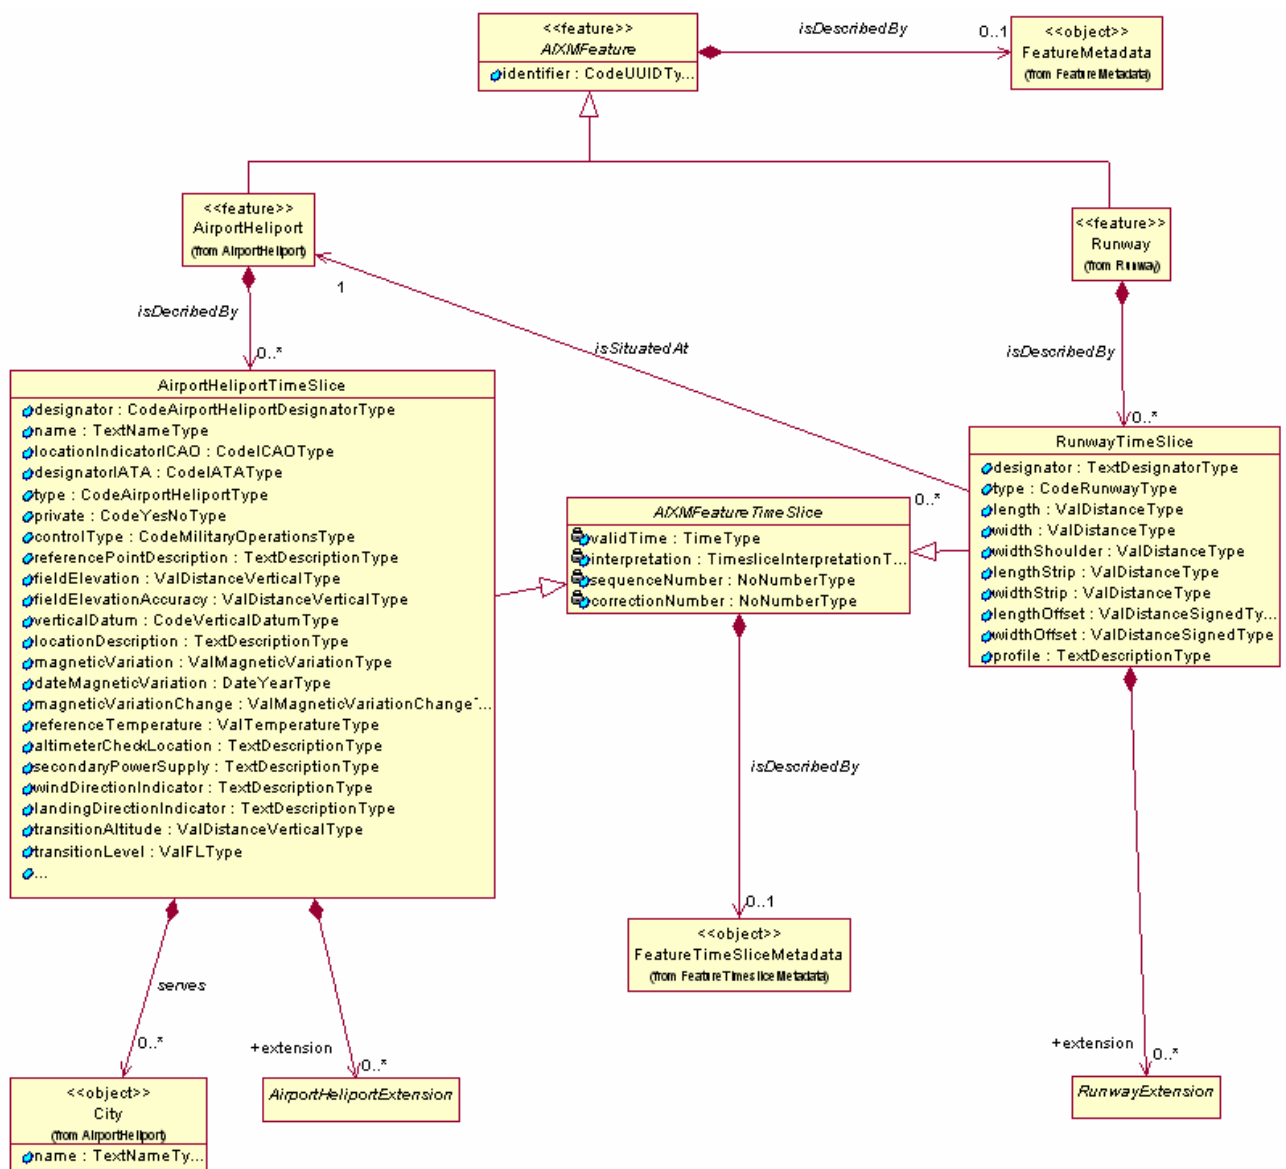 <<feature>>
AIXMFeature
identifier : CodeUUIDTy...
isDescribedBy
0..1
<<object>>
FeatureMetadata
(from FeatureMetadata)
<<feature>>
AirportHeliport
(from AirportHeliport)
<<feature>>
Runway
(from Runway)
1
isDecribedBy
0..*
isSituatedAt
isDescribedBy
0..*
AirportHeliportTimeSlice
designator : CodeAirportHeliportDesignatorType
name : TextNameType
locationIndicatorICAO : CodeICAOType
designatorIATA : CodeIATAType
type : CodeAirportHeliportType
private : CodeYesNoType
controlType : CodeMilitaryOperationsType
referencePointDescription : TextDescriptionType
fieldElevation : ValDistanceVerticalType
fieldElevationAccuracy : ValDistanceVerticalType
verticalDatum : CodeVerticalDatumType
locationDescription : TextDescriptionType
magneticVariation : ValMagneticVariationType
dateMagneticVariation : DateYearType
magneticVariationChange : ValMagneticVariationChangeT...
referenceTemperature : ValTemperatureType
altimeterCheckLocation : TextDescriptionType
secondaryPowerSupply : TextDescriptionType
windDirectionIndicator : TextDescriptionType
landingDirectionIndicator : TextDescriptionType
transitionAltitude : ValDistanceVerticalType
transitionLevel : ValFLType
...
0..*
AIXMFeatureTimeSlice
validTime : TimeType
interpretation : TimesliceInterpretationT...
sequenceNumber : NoNumberType
correctionNumber : NoNumberType
RunwayTimeSlice
designator : TextDesignatorType
type : CodeRunwayType
length : ValDistanceType
width : ValDistanceType
widthShoulder : ValDistanceType
lengthStrip : ValDistanceType
widthStrip : ValDistanceType
lengthOffset : ValDistanceSignedTy...
widthOffset : ValDistanceSignedType
profile : TextDescriptionType
isDescribedBy
0..1
<<object>>
FeatureTimeSliceMetadata
(from FeatureTimesliceMetadata)
serves
0..*
+extension
0..*
+extension
0..*
<<object>>
City
(from AirportHeliport)
name : TextNameTy...
AirportHeliportExtension
RunwayExtension